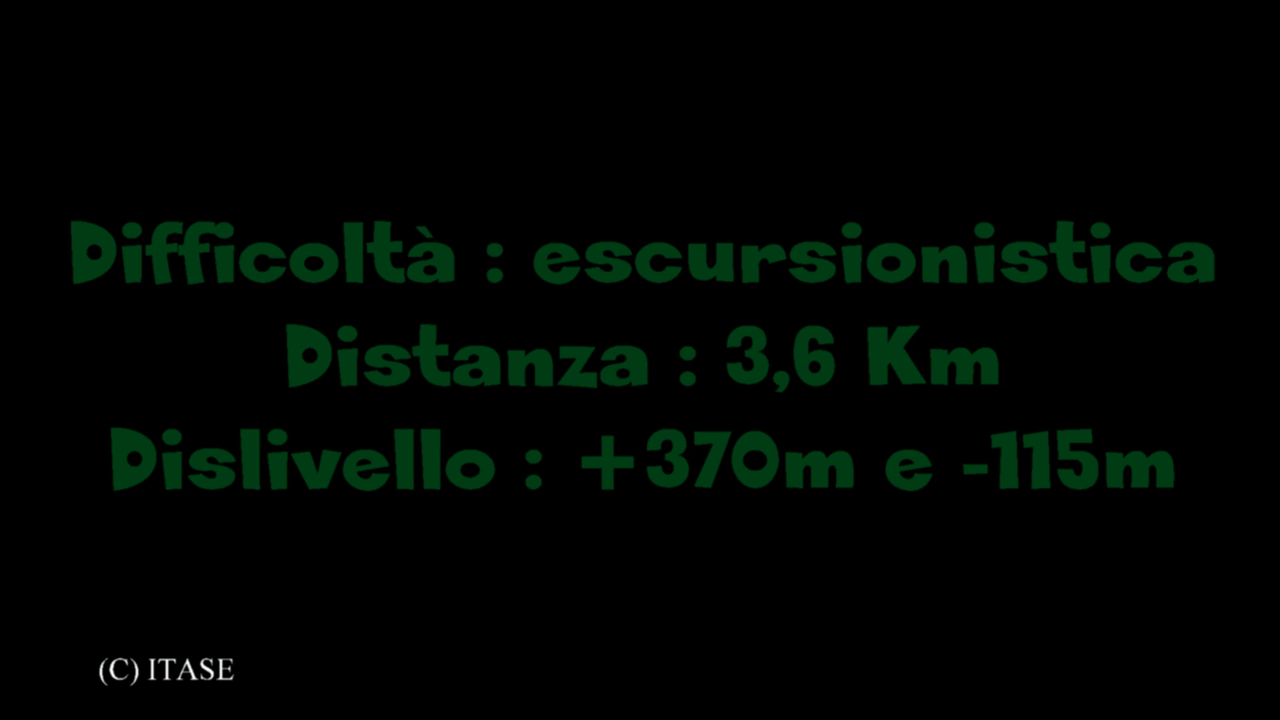 Difficoltà : escursionistica
Distanza : 3,6 Km
Dislivello : +370m e -115m
(C) ITASE